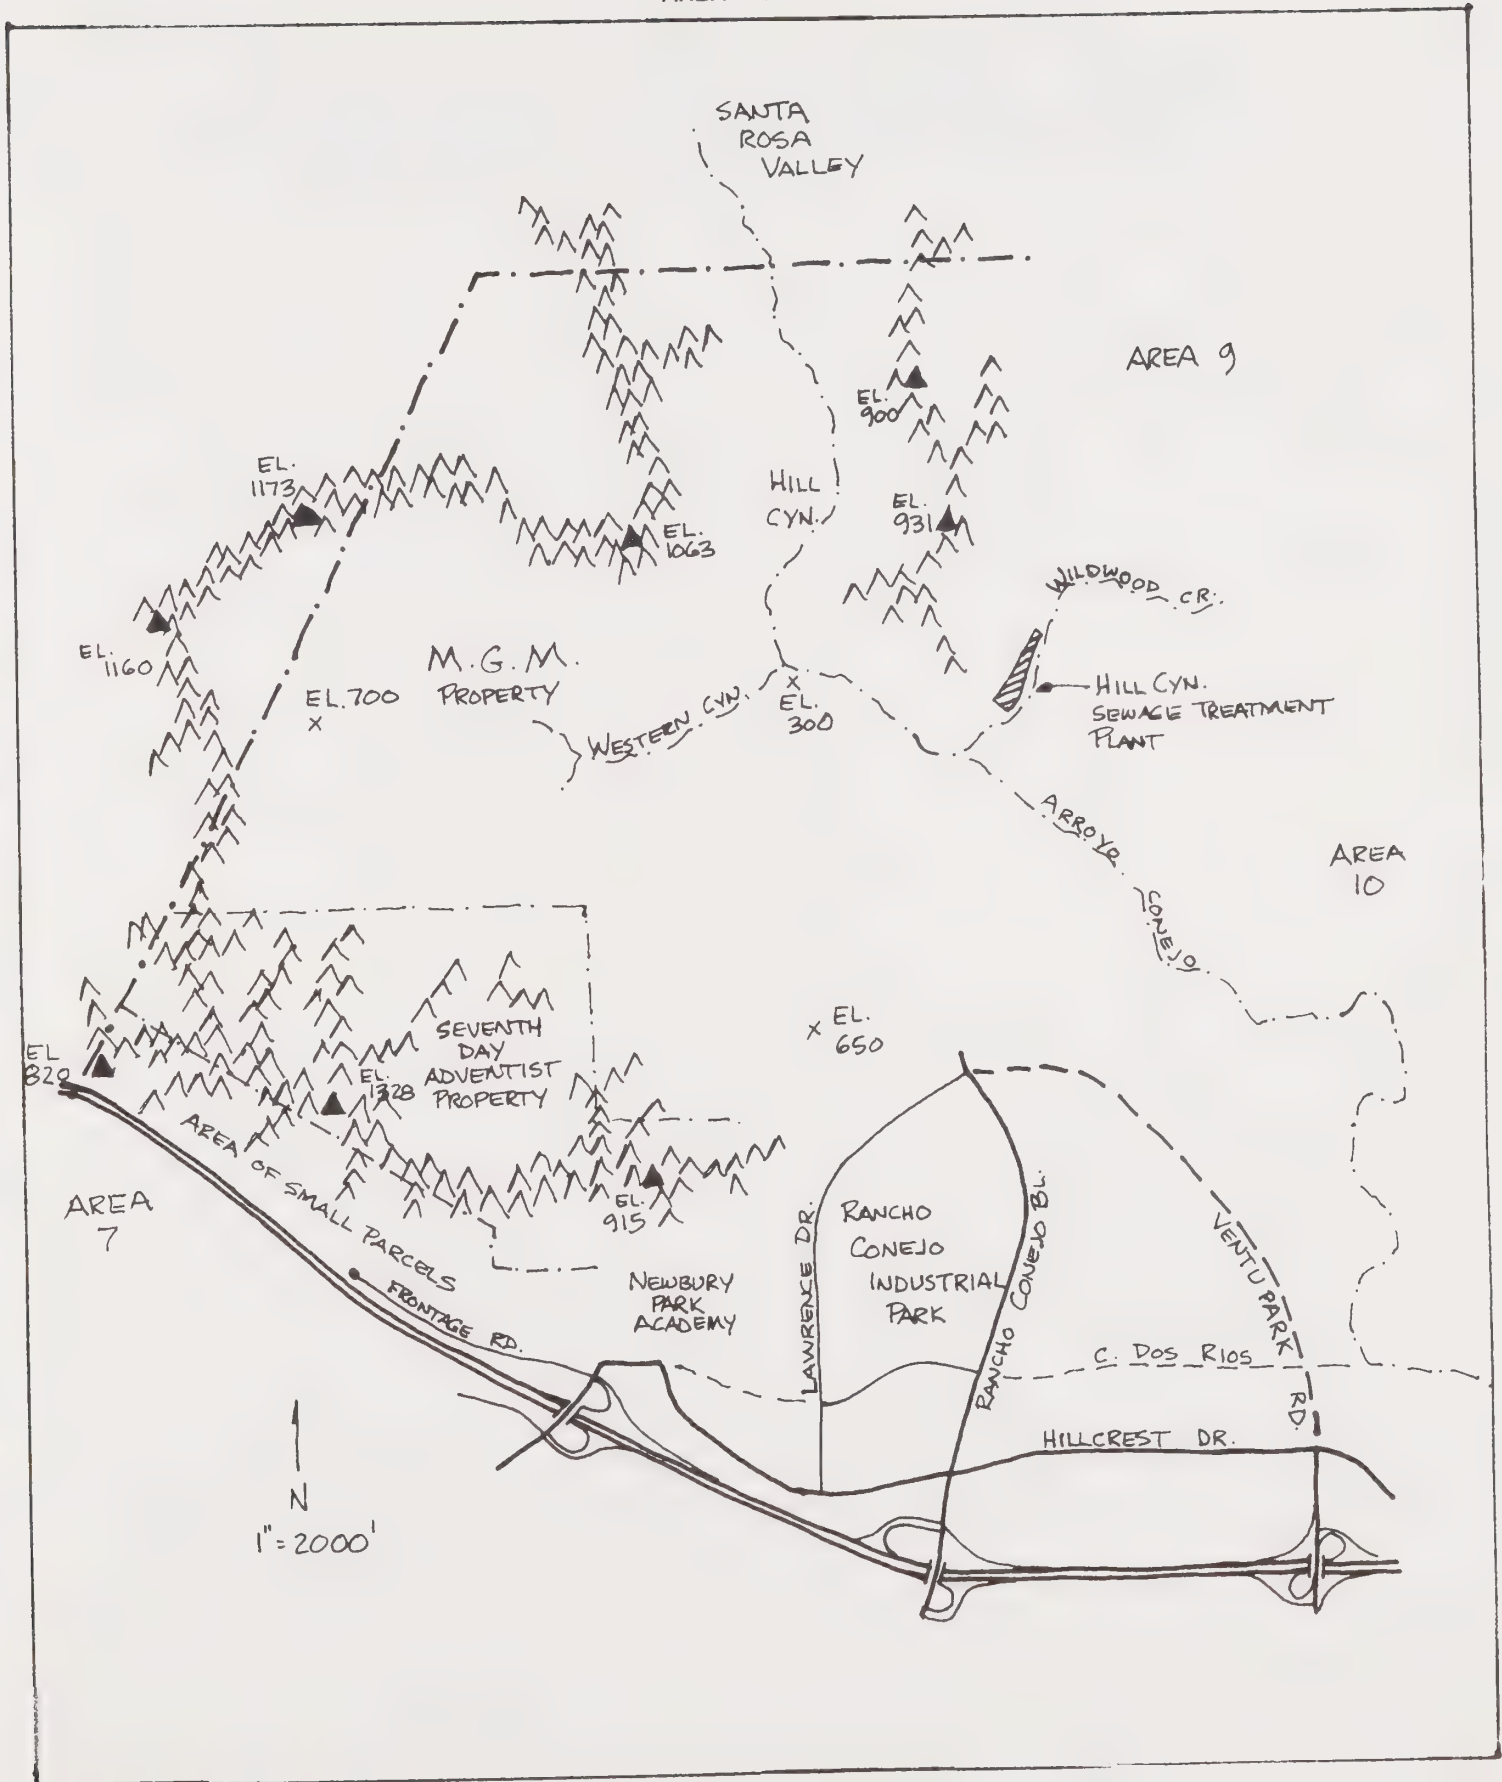 SANTA
ROSA
VALLEY
AREA 9
EL.
900
EL.
1173
HILL
CYN.
EL.
931
EL.
1063
WILDWOOD CR.
EL.
1160
M.G.M.
PROPERTY
EL. 700
x
WESTERN CYN.
x
EL.
300
HILL CYN.
SEWAGE TREATMENT
PLANT
ARROYO
CONEJO
AREA
10
x EL.
650
SEVENTH
DAY
ADVENTIST
PROPERTY
EL
820
EL.
1328
AREA OF SMALL PARCELS
AREA
7
EL.
915
LAWRENCE DR.
RANCHO
CONEJO
INDUSTRIAL
PARK
RANCHO CONEJO BL.
VENTU PARK
RD.
NEWBURY
PARK
ACADEMY
FRONTAGE RD.
C. DOS RIOS
HILLCREST DR.
N
1"=2000'